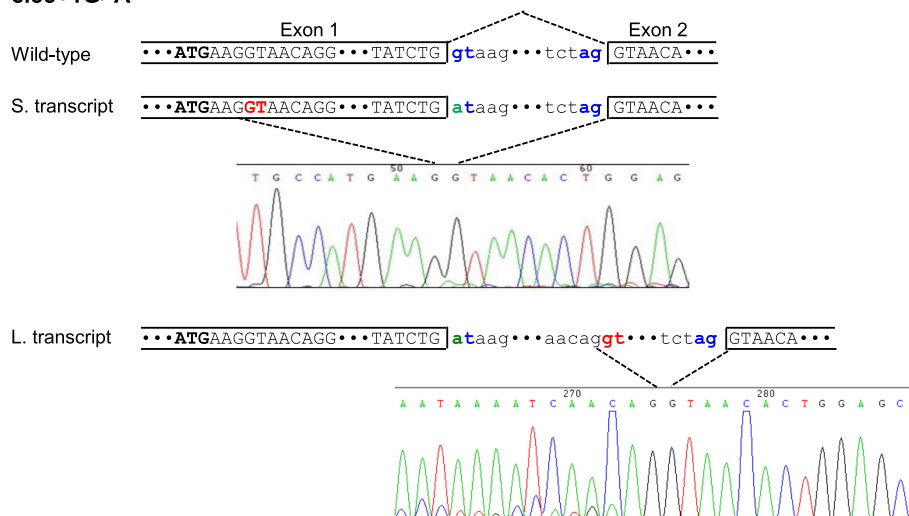 Exon 1 Exon 2
Wild-type •••ATGAAGGTAACAGG•••TATCTG gtaag•••tctag GTAACA•••
S. transcript •••ATGAAGGTAACAGG•••TATCTG ataag•••tctag GTAACA•••
50 60
T G C C A T G A A G G T A A C A C T G G A G
L. transcript •••ATGAAGGTAACAGG•••TATCTG ataag•••aacaggt•••tctag GTAACA•••
270 280
A A T A A A A T C A A C A G G T A A C A C T G G A G C